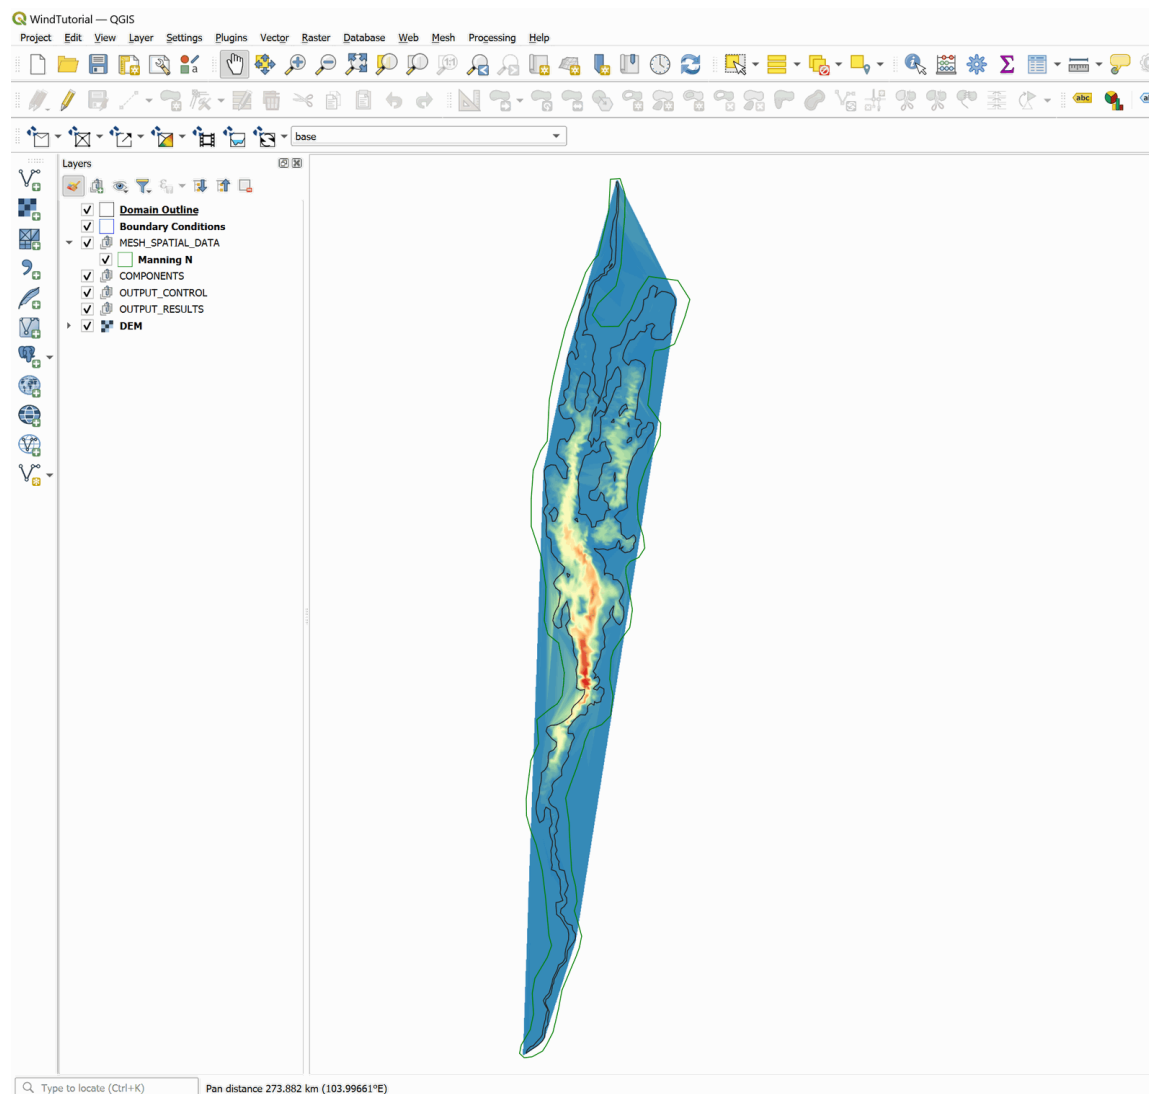 WindTutorial — QGIS
Project Edit View Layer Settings Plugins Vector Raster Database Web Mesh Processing Help
abc
base
Layers
Domain Outline
Boundary Conditions
MESH_SPATIAL_DATA
Manning N
COMPONENTS
OUTPUT_CONTROL
OUTPUT_RESULTS
DEM
Type to locate (Ctrl+K) Pan distance 273.882 km (103.99661°E)